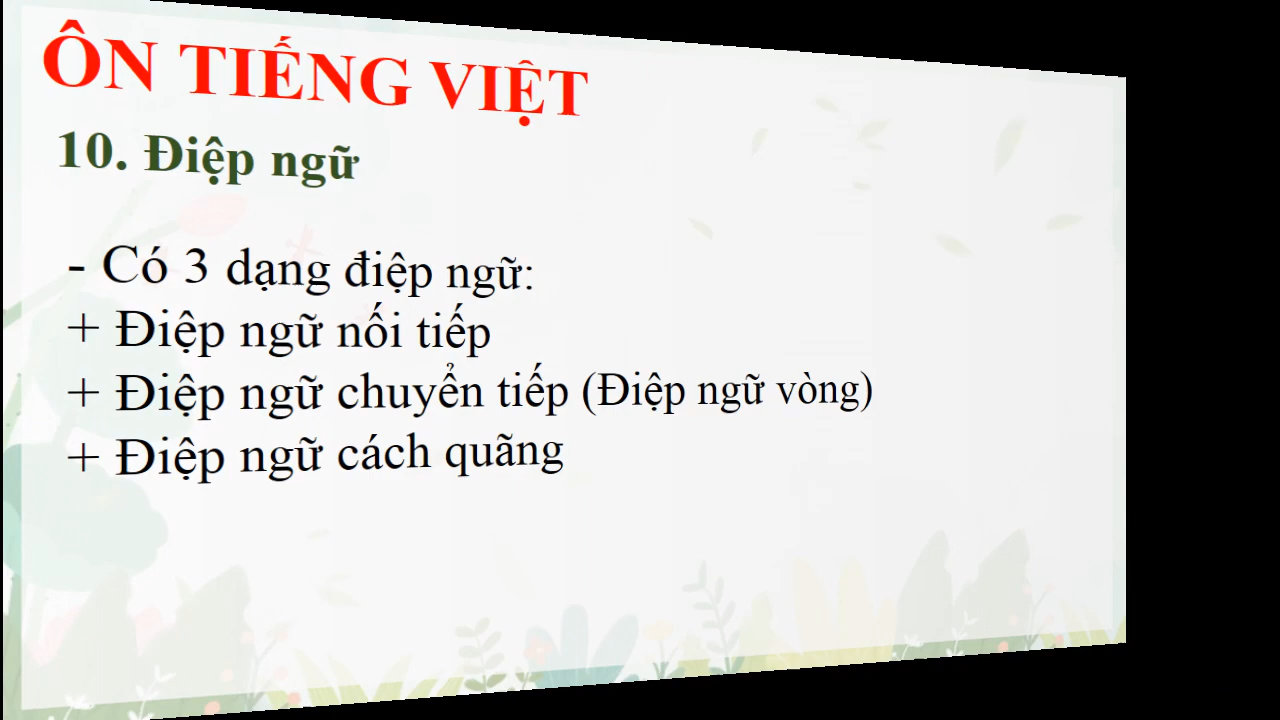 ÔN TIẾNG VIỆT
10. Điệp ngữ
- Có 3 dạng điệp ngữ:
+ Điệp ngữ nối tiếp
+ Điệp ngữ chuyển tiếp (Điệp ngữ vòng)
+ Điệp ngữ cách quãng